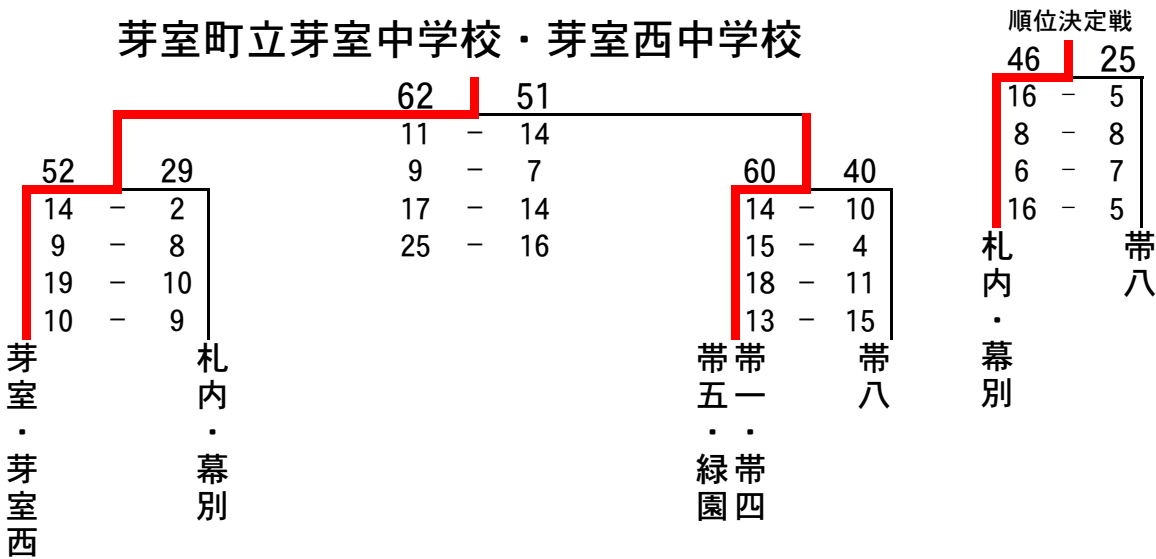 芽室町立芽室中学校・芽室西中学校
62 51
11 - 14
9 - 7
17 - 14
25 - 16
52 29
14 - 2
9 - 8
19 - 10
10 - 9
芽室・芽室西
札内・幕別
60 40
14 - 10
15 - 4
18 - 11
13 - 15
帯一・帯四
帯五・緑園
帯八
順位決定戦
46 25
16 - 5
8 - 8
6 - 7
16 - 5
札内・幕別
帯八